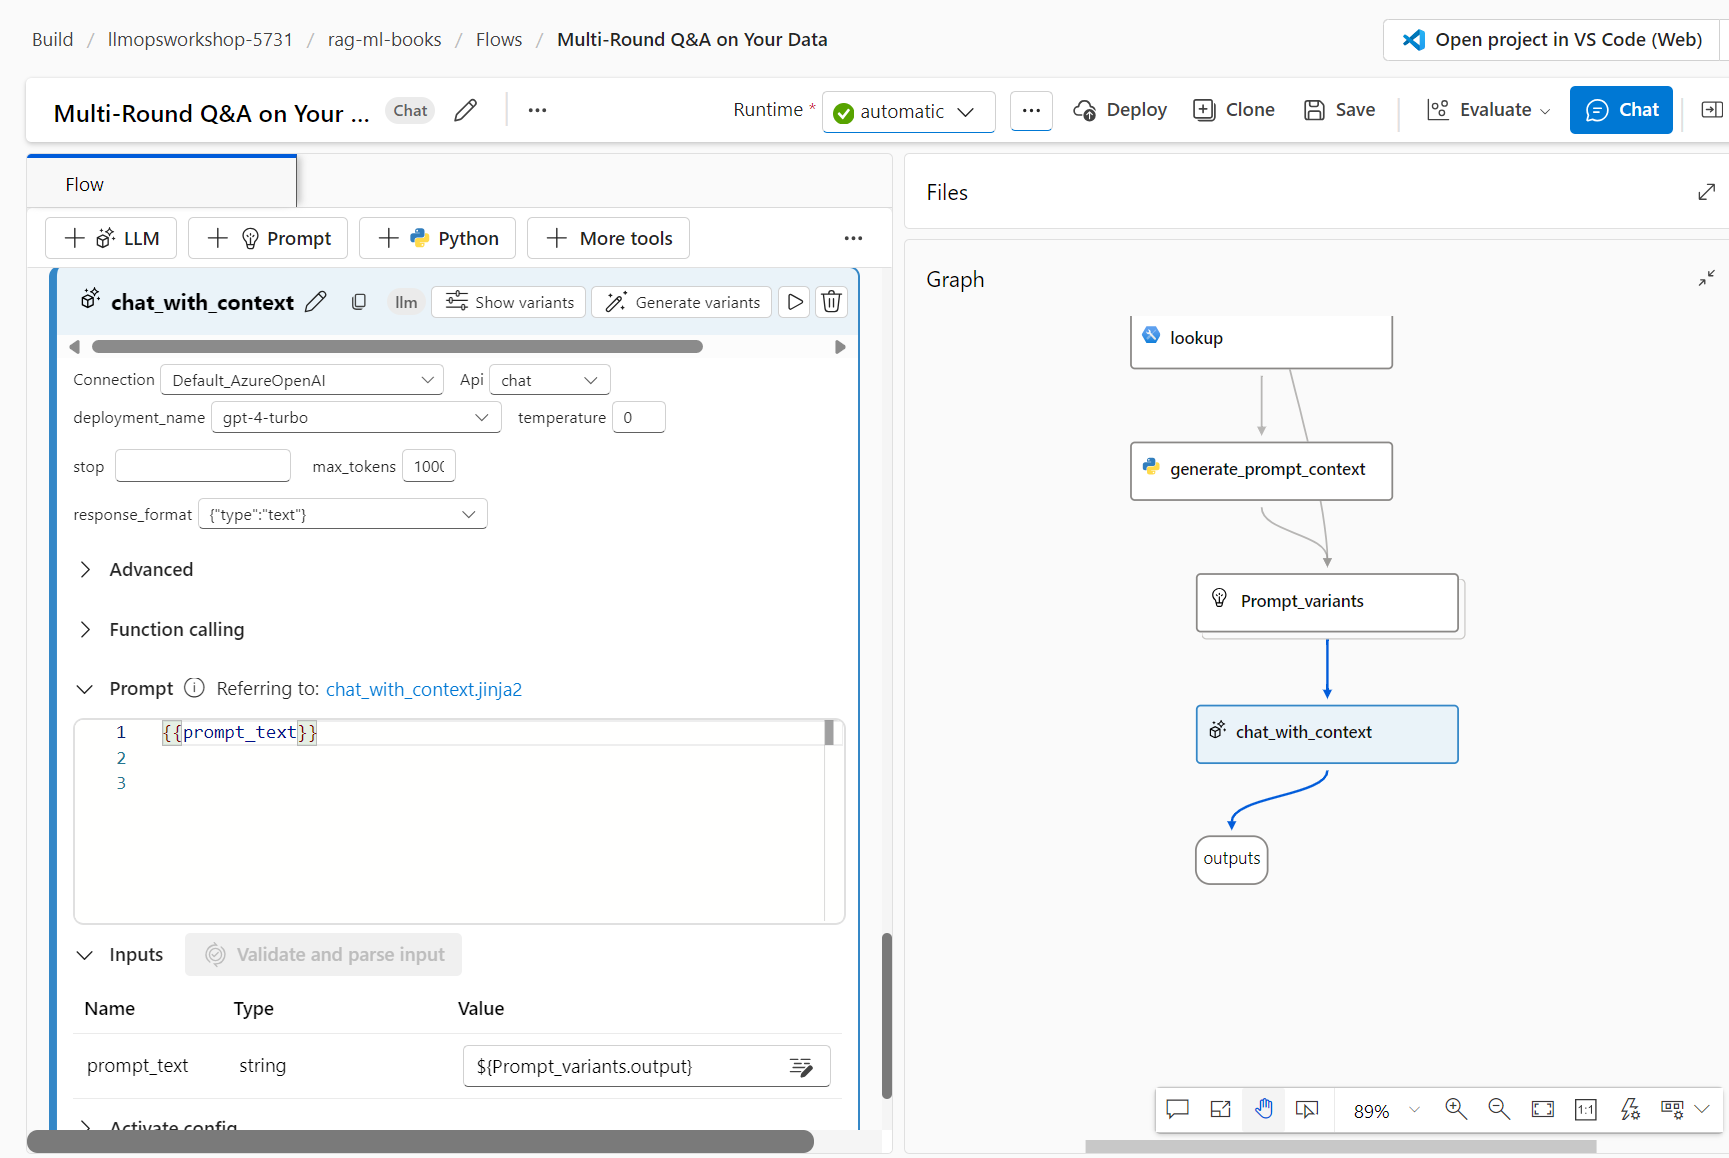 Build / llmopsworkshop-5731 / rag-ml-books / Flows / Multi-Round Q&A on Your Data
Open project in VS Code (Web)
Multi-Round Q&A on Your ... Chat
Runtime * automatic
Deploy
Clone
Save
Evaluate
Chat
Flow
LLM
Prompt
Python
More tools
chat_with_context llm Show variants Generate variants
Connection Default_AzureOpenAI Api chat
deployment_name gpt-4-turbo temperature 0
stop max_tokens 100
response_format {"type":"text"}
Advanced
Function calling
Prompt Referring to: chat_with_context.jinja2
1 {{prompt_text}}
2
3
Inputs Validate and parse input
Name Type Value
prompt_text string ${Prompt_variants.output}
Activate config
Files
Graph
lookup
generate_prompt_context
Prompt_variants
chat_with_context
outputs
89%
1:1